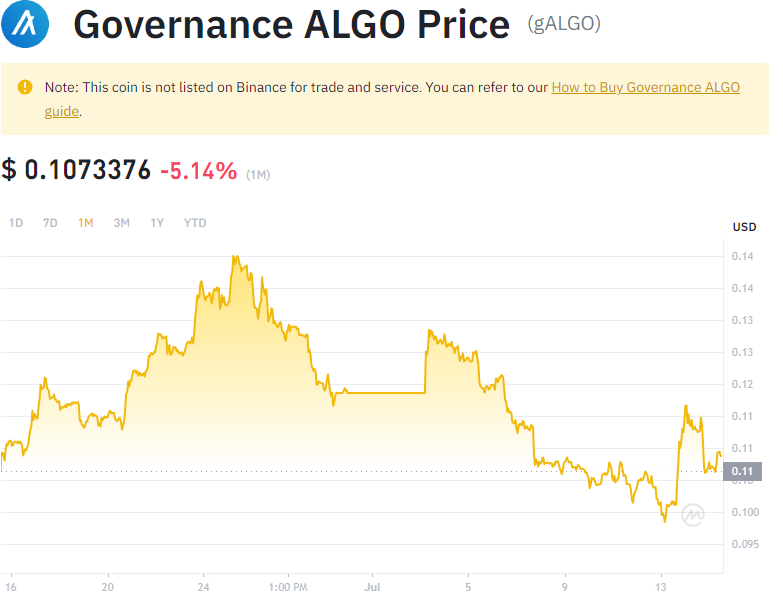 Governance ALGO Price (gALGO)
Note: This coin is not listed on Binance for trade and service. You can refer to our How to Buy Governance ALGO
guide.
$ 0.1073376 -5.14% (1M)
1D 7D 1M 3M 1Y YTD
USD
0.14
0.14
0.13
0.13
0.12
0.11
0.11
0.11
0.10
0.100
0.095
16 20 24 1:00 PM Jul 5 9 13